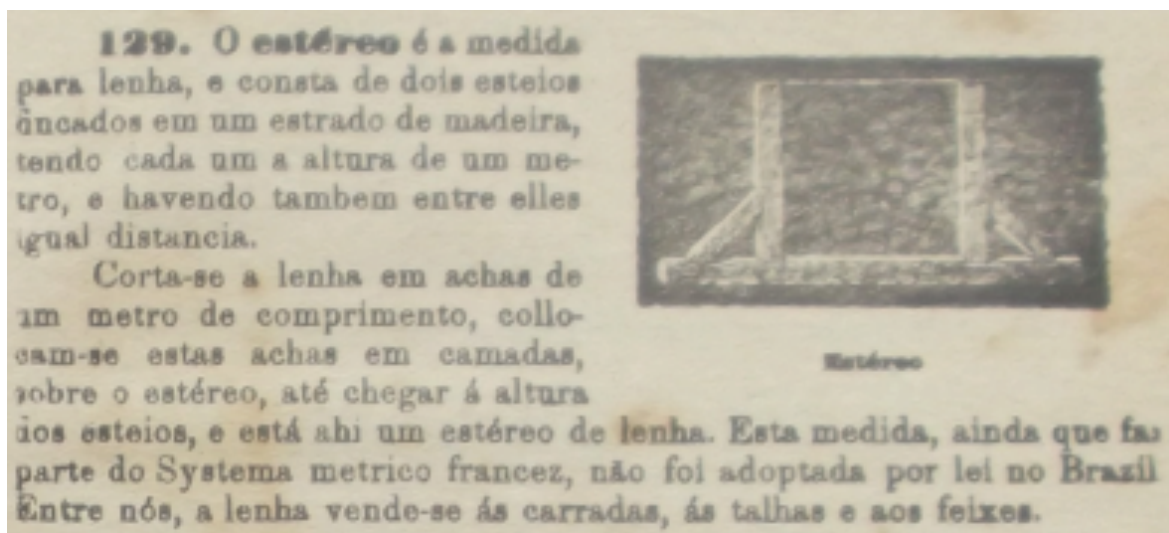 129. O estéreo é a medida
para lenha, e consta de dois esteios
fincados em um estrado de madeira,
tendo cada um a altura de um me-
tro, e havendo tambem entre elles
igual distancia.
Corta-se a lenha em achas de
um metro de comprimento, collo-
cam-se estas achas em camadas,
sobre o estéreo, até chegar á altura
dos esteios, e está ahi um estéreo de lenha. Esta medida, ainda que faz
parte do Systema metrico francez, não foi adoptada por lei no Brazil
Entre nós, a lenha vende-se ás carradas, ás talhas e aos feixes.
Estéreo